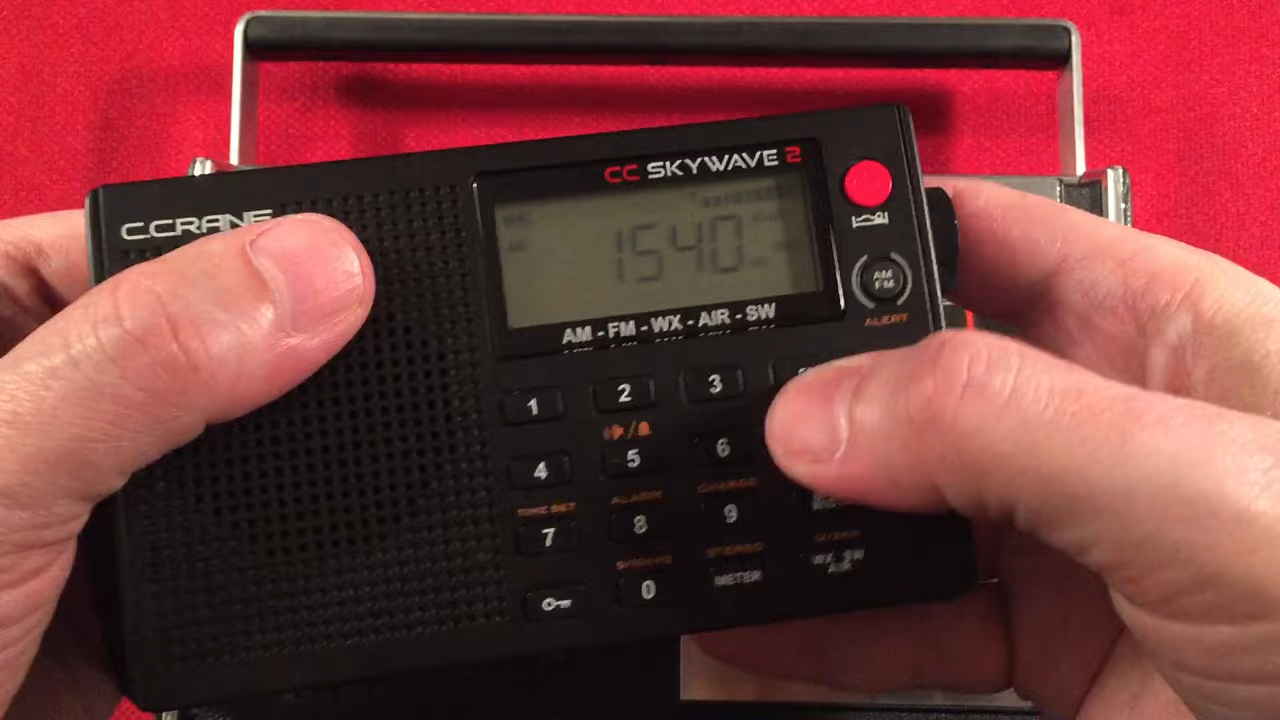 C.CRANE
CC SKYWAVE 2
1540
AM - FM - WX - AIR - SW
AM
FM
ALERT
1
2
3
4
5
6
TIME SET
ALARM
CHARGE
7
8
9
STEREO
0
METER
WX SW
AIR